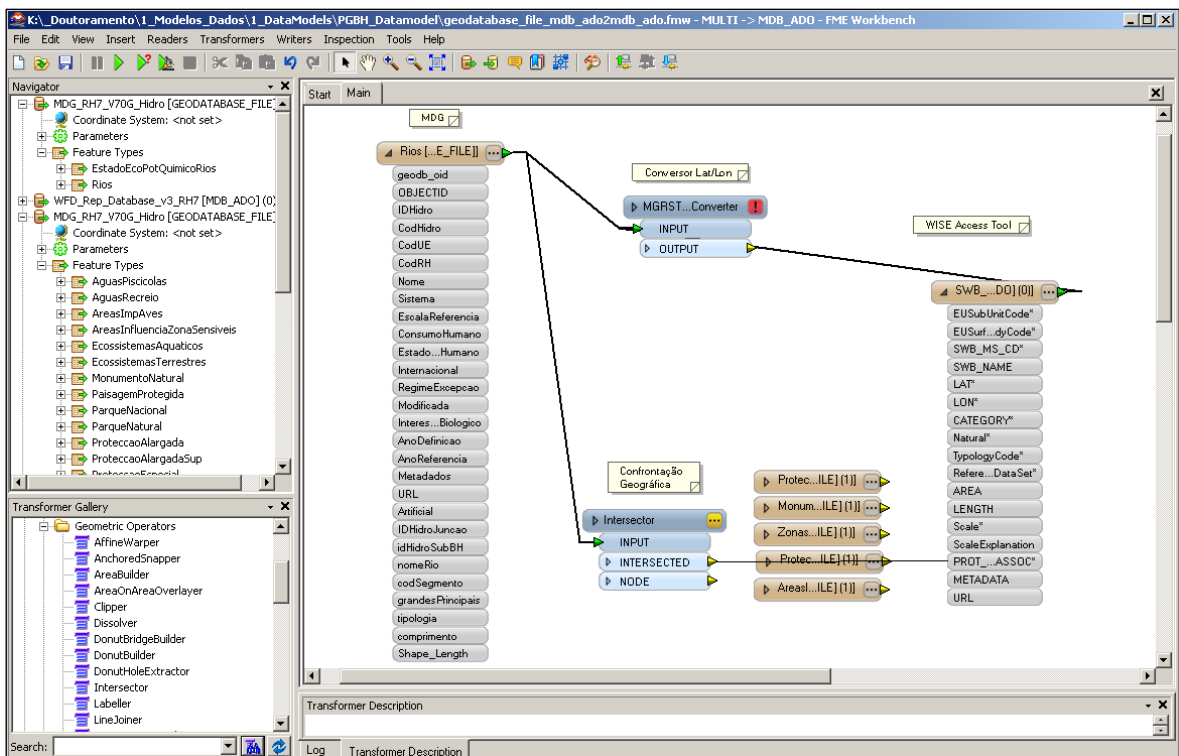 K:\_Doutoramento\1_Modelos_Dados\1_DataModels\PGBH_Datamodel\geodatabase_file_mdb_ado2mdb_ado.fmw - MULTI -> MDB_ADO - FME Workbench
File Edit View Insert Readers Transformers Writers Inspection Tools Help
Navigator
MDG_RH7_V70G_Hidro [GEODATABASE_FILE]
Coordinate System: <not set>
Parameters
Feature Types
EstadoEcoPotQuimicoRios
Rios
WFD_Rep_Database_v3_RH7 [MDB_ADO] (0)
MDG_RH7_V70G_Hidro [GEODATABASE_FILE]
Coordinate System: <not set>
Parameters
Feature Types
AguasPiscicolas
AguasRecreio
AreasImpAves
AreasInfluenciaZonaSensiveis
EcossistemasAquaticos
EcossistemasTerrestres
MonumentoNatural
PaisagemProtegida
ParqueNacional
ParqueNatural
ProteccaoAlargada
ProteccaoAlargadaSup
ProteccaoEspecial
Transformer Gallery
Geometric Operators
AffineWarper
AnchoredSnapper
AreaBuilder
AreaOnAreaOverlayer
Clipper
Dissolver
DonutBridgeBuilder
DonutBuilder
DonutHoleExtractor
Intersector
Labeller
LineJoiner
Search:
Start Main
MDG
Rios [...E_FILE]]
geodb_oid
OBJECTID
IDHidro
CodHidro
CodUE
CodRH
Nome
Sistema
EscalaReferencia
ConsumoHumano
Estado...Humano
Internacional
RegimeExcepcao
Modificada
Interes...Biologico
AnoDefinicao
AnoReferencia
Metadados
URL
Artificial
IDHidroJuncao
idHidroSubBH
nomeRio
codSegmento
grandesPrincipais
tipologia
comprimento
Shape_Length
Conversor Lat/Lon
MGRST...Converter
INPUT
OUTPUT
Confrontação
Geográfica
Intersector
INPUT
INTERSECTED
NODE
Protec...ILE] (1)]
Monum...ILE] (1)]
Zonas...ILE] (1)]
Protec...ILE] (1)]
AreasI...ILE] (1)]
WISE Access Tool
SWB_...DO] (0)]
EUSubUnitCode*
EUSurf...dyCode*
SWB_MS_CD*
SWB_NAME
LAT*
LON*
CATEGORY*
Natural*
TypologyCode*
Refere...DataSet*
AREA
LENGTH
Scale*
ScaleExplanation
PROT_...ASSOC*
METADATA
URL
Transformer Description
Log Transformer Description